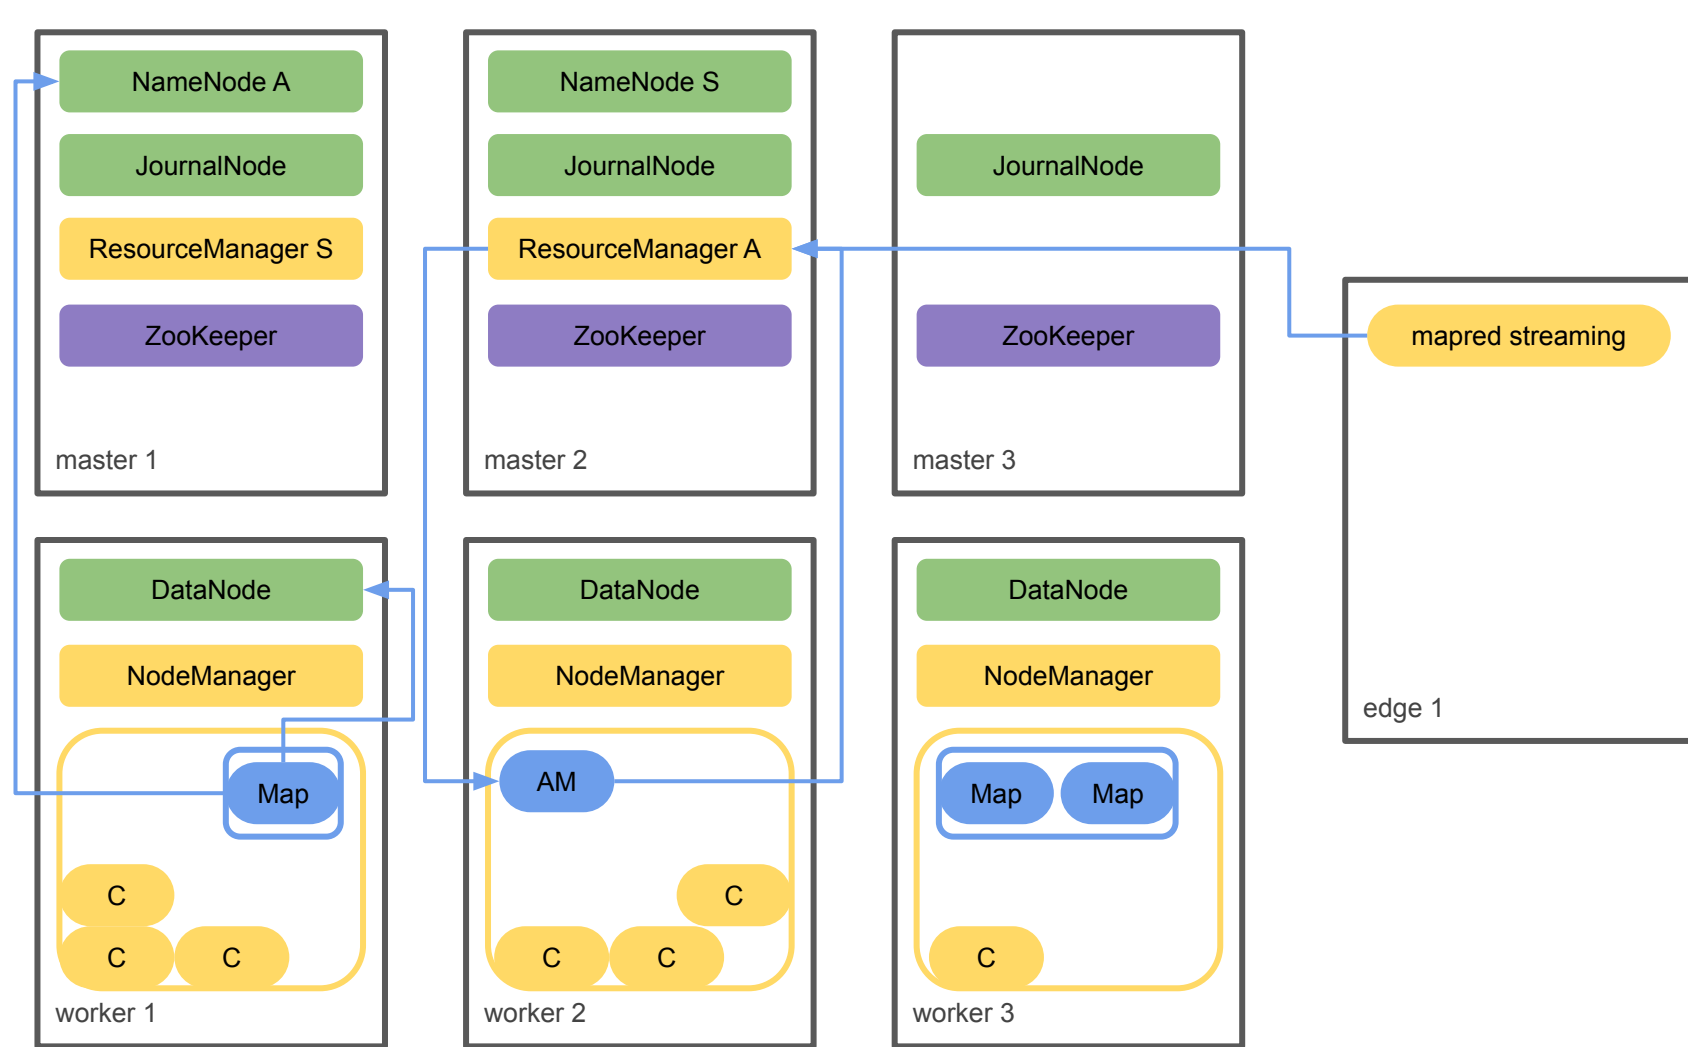 NameNode A
JournalNode
ResourceManager S
ZooKeeper
master 1
NameNode S
JournalNode
ResourceManager A
ZooKeeper
master 2
JournalNode
ZooKeeper
master 3
mapred streaming
edge 1
DataNode
NodeManager
Map
C
C
C
worker 1
DataNode
NodeManager
AM
C
C
C
worker 2
DataNode
NodeManager
Map
Map
C
worker 3